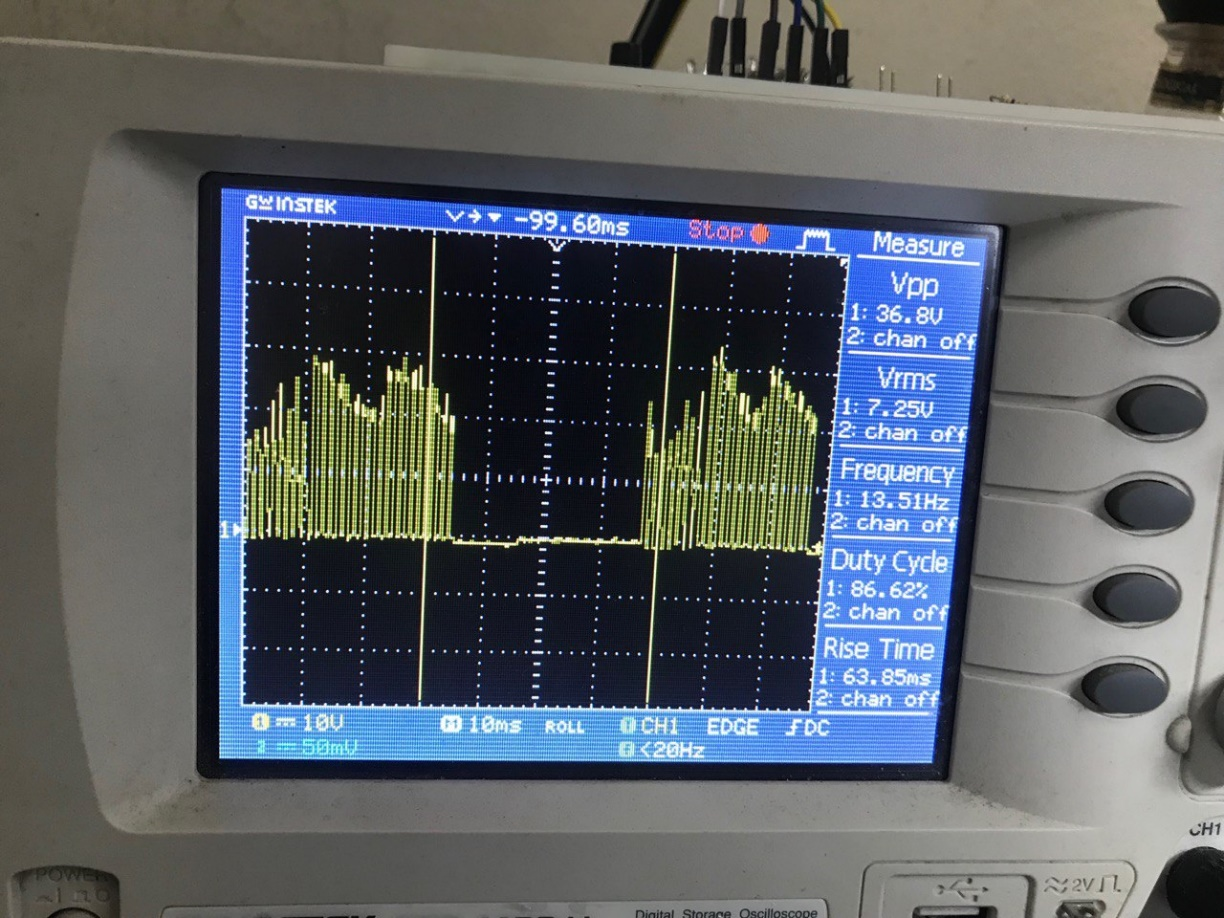 GW INSTEK
-99.60ms
Stop
Measure
Vpp
1: 36.8V
2: chan off
Vrms
1: 7.25V
2: chan off
Frequency
1: 13.51Hz
2: chan off
Duty Cycle
1: 86.62%
2: chan off
Rise Time
1: 63.85ms
2: chan off
1
1 10V M 10ms ROLL T CH1 EDGE DC
2 50mV F <20Hz
POWER
CH1
2V
Digital Storage Oscilloscope